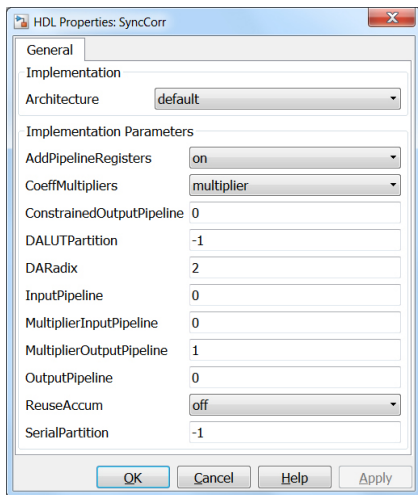 HDL Properties: SyncCorr
General
Implementation
Architecture default
Implementation Parameters
AddPipelineRegisters on
CoeffMultipliers multiplier
ConstrainedOutputPipeline 0
DALUTPartition -1
DARadix 2
InputPipeline 0
MultiplierInputPipeline 0
MultiplierOutputPipeline 1
OutputPipeline 0
ReuseAccum off
SerialPartition -1
OK Cancel Help Apply